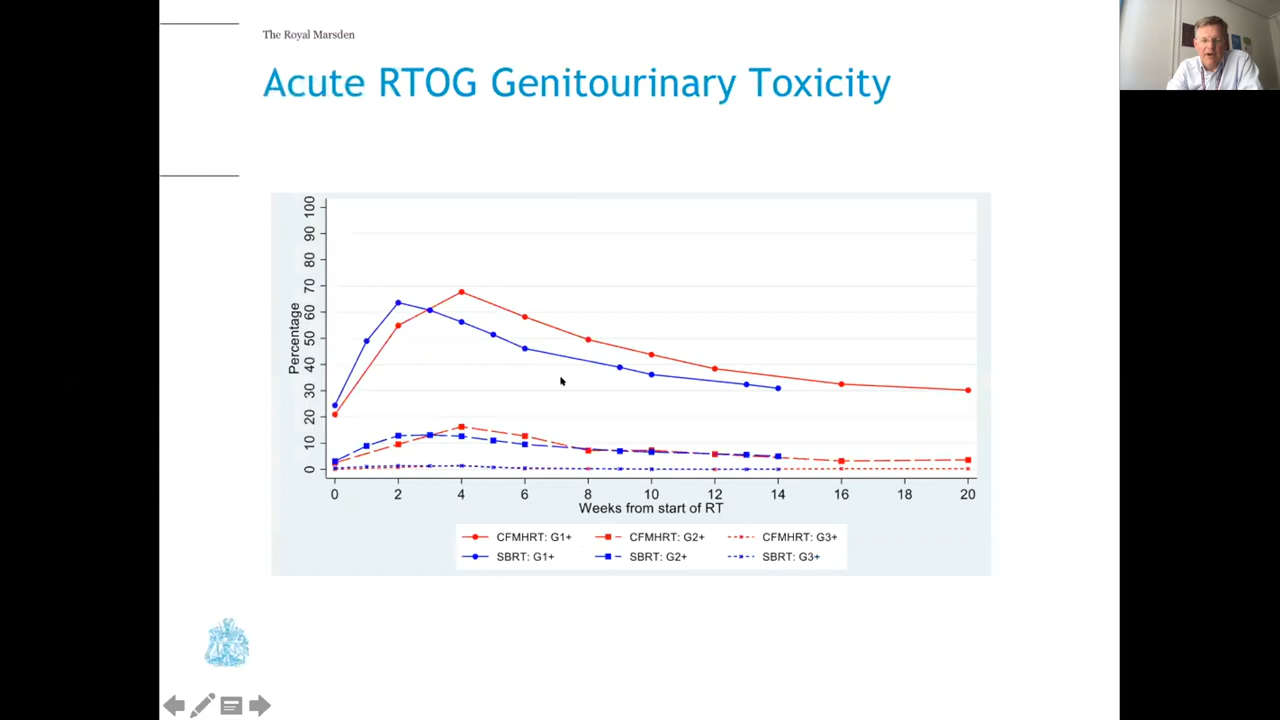 The Royal Marsden
Acute RTOG Genitourinary Toxicity
Percentage
100
90
80
70
60
50
40
30
20
10
0
0 2 4 6 8 10 12 14 16 18 20
Weeks from start of RT
CFMHRT: G1+ CFMHRT: G2+ CFMHRT: G3+
SBRT: G1+ SBRT: G2+ SBRT: G3+